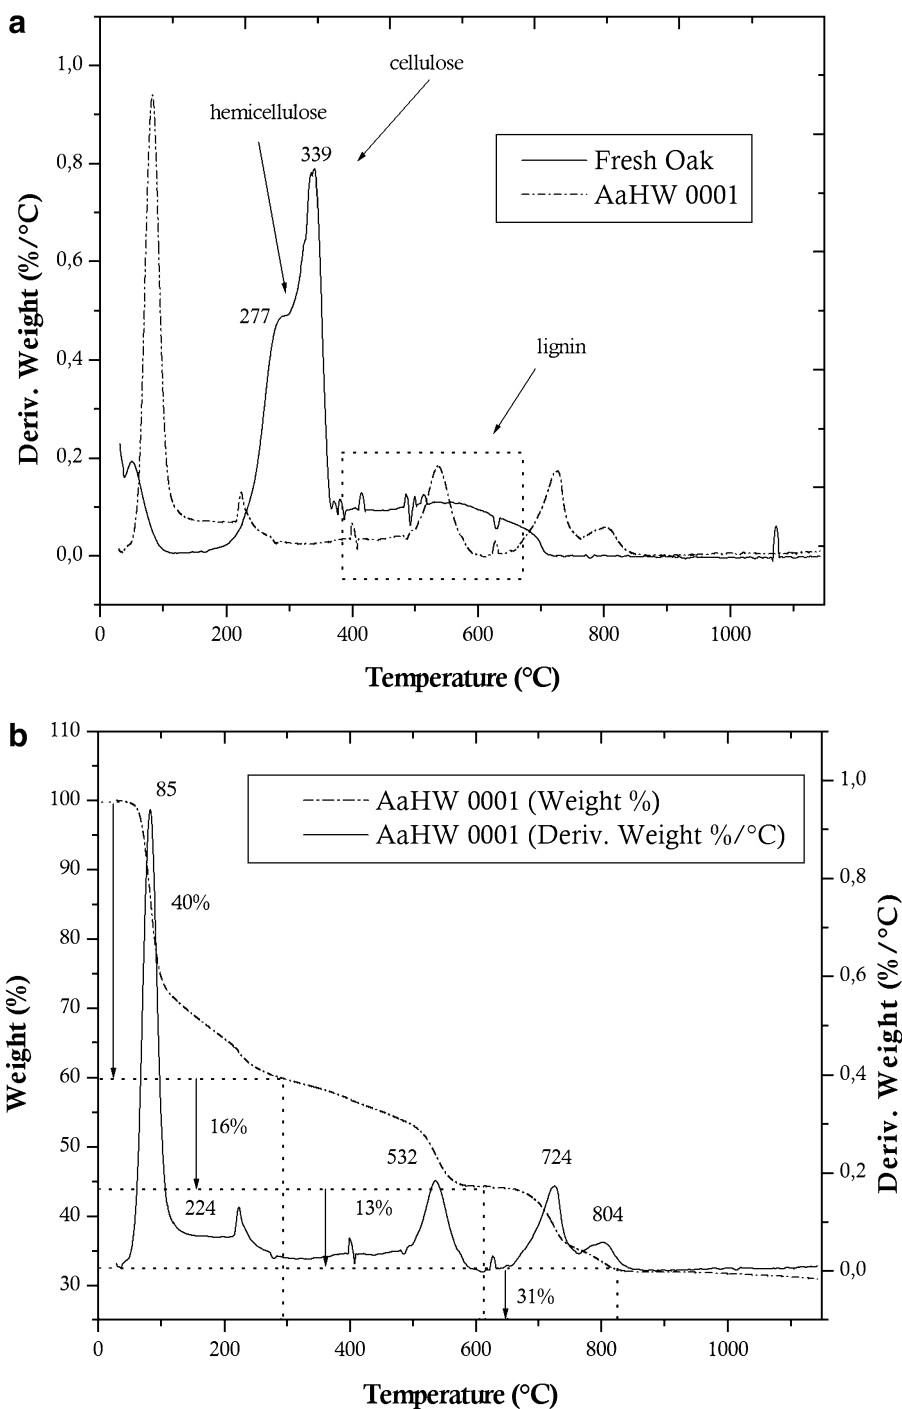 a
cellulose
hemicellulose
339
277
lignin
Fresh Oak
AaHW 0001
1,0
0,8
0,6
0,4
0,2
0,0
Deriv. Weight (%/°C)
0 200 400 600 800 1000
Temperature (°C)
b
85
AaHW 0001 (Weight %)
AaHW 0001 (Deriv. Weight %/°C)
40%
16%
532
724
224
13%
804
31%
110
100
90
80
70
60
50
40
30
Weight (%)
1,0
0,8
0,6
0,4
0,2
0,0
Deriv. Weight (%/°C)
0 200 400 600 800 1000
Temperature (°C)